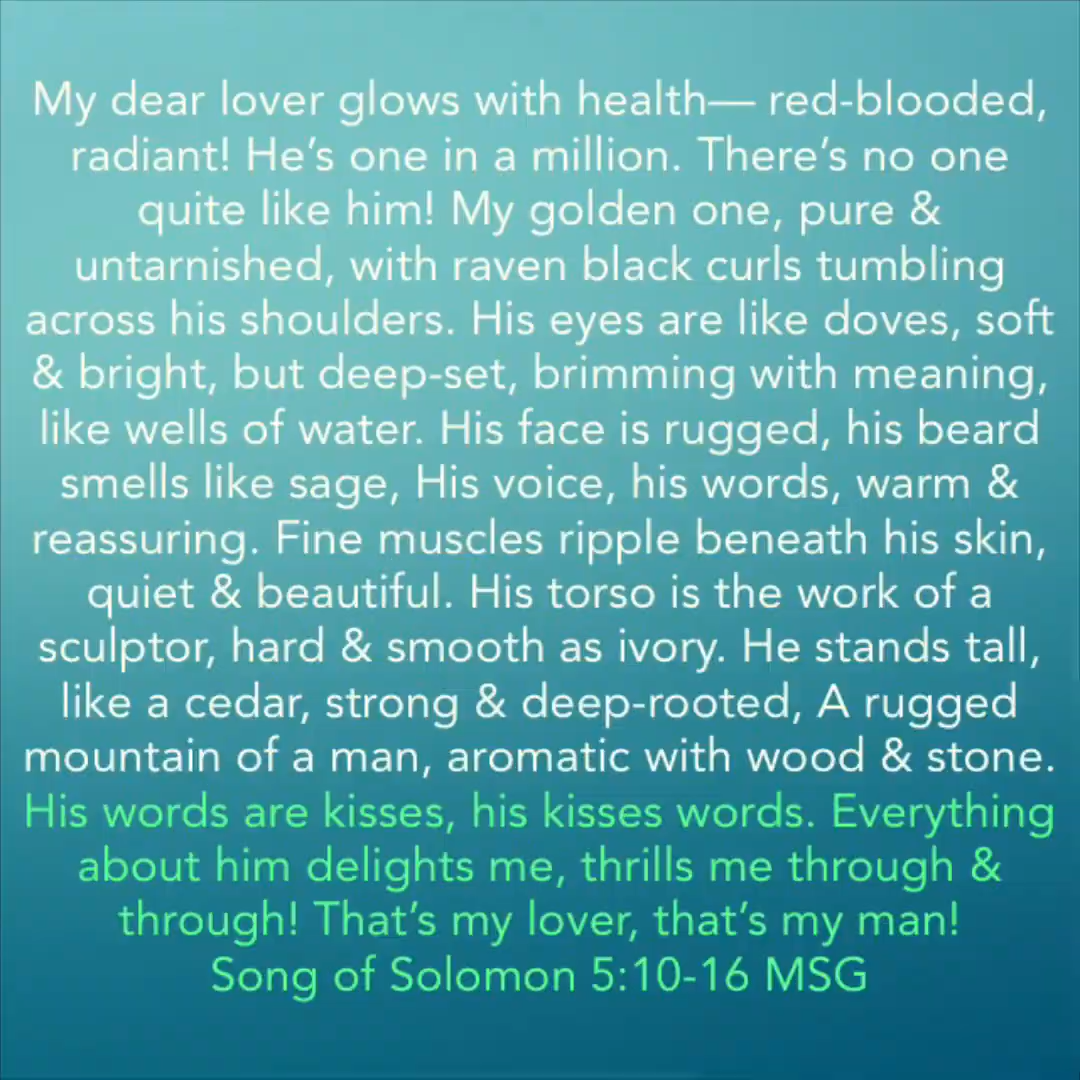 My dear lover glows with health— red-blooded,
radiant! He’s one in a million. There’s no one
quite like him! My golden one, pure &
untarnished, with raven black curls tumbling
across his shoulders. His eyes are like doves, soft
& bright, but deep-set, brimming with meaning,
like wells of water. His face is rugged, his beard
smells like sage, His voice, his words, warm &
reassuring. Fine muscles ripple beneath his skin,
quiet & beautiful. His torso is the work of a
sculptor, hard & smooth as ivory. He stands tall,
like a cedar, strong & deep-rooted, A rugged
mountain of a man, aromatic with wood & stone.
His words are kisses, his kisses words. Everything
about him delights me, thrills me through &
through! That’s my lover, that’s my man!
Song of Solomon 5:10-16 MSG